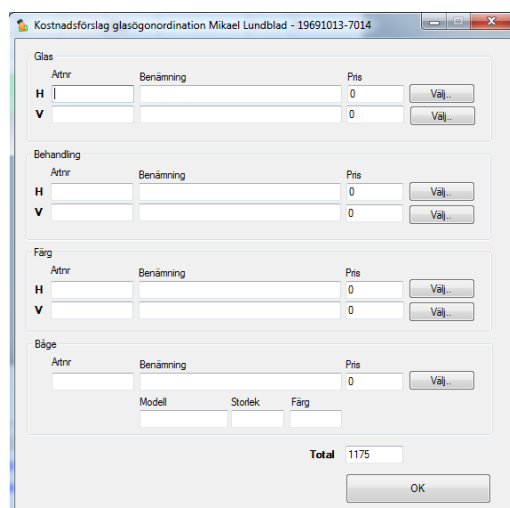 Kostnadsförslag glasögonordination Mikael Lundblad - 19691013-7014
Glas
Artnr Benämning Pris
H 0 Välj..
V 0 Välj..
Behandling
Artnr Benämning Pris
H 0 Välj..
V 0 Välj..
Färg
Artnr Benämning Pris
H 0 Välj..
V 0 Välj..
Båge
Artnr Benämning Pris
0 Välj..
Modell Storlek Färg
Total 1175
OK